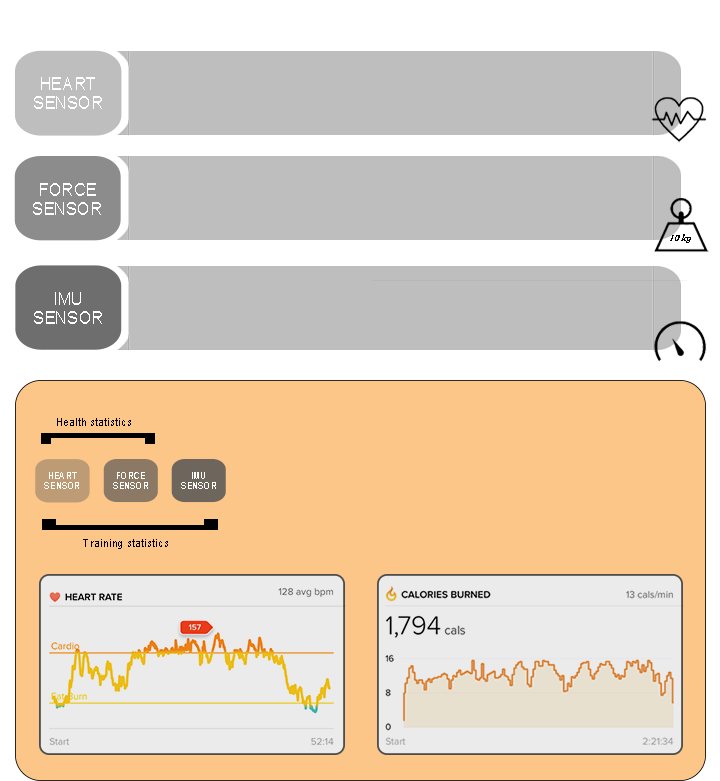 HEART
SENSOR
FORCE
SENSOR
10 kg
IMU
SENSOR
Health statistics
HEART
SENSOR
FORCE
SENSOR
IMU
SENSOR
Training statistics
HEART RATE
128 avg bpm
157
Cardio
Fat Burn
Start
52:14
CALORIES BURNED
13 cals/min
1,794 cals
16
8
0
Start
2:21:34